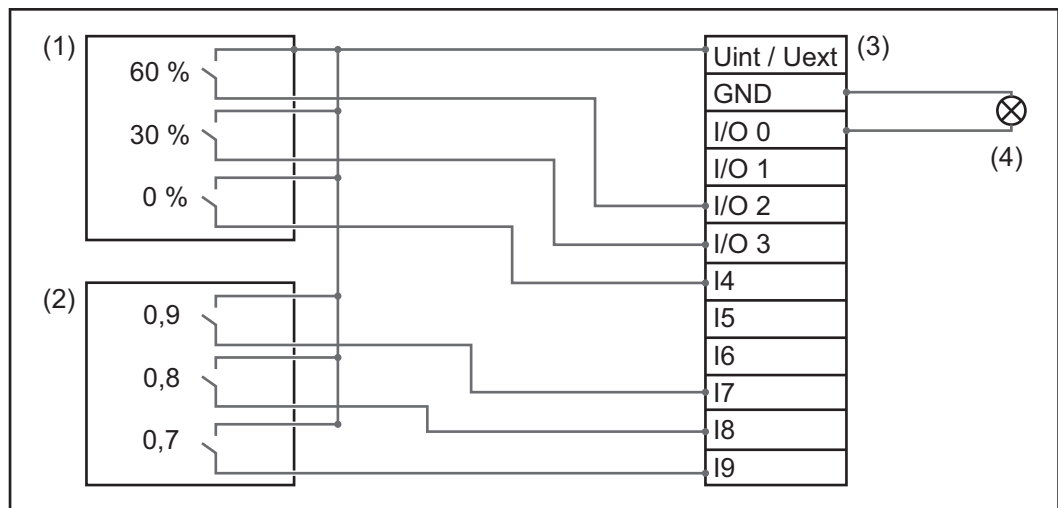 (1)
60 %
30 %
0 %
(2)
0,9
0,8
0,7
(3)
Uint / Uext
GND
I/O 0
I/O 1
I/O 2
I/O 3
I4
I5
I6
I7
I8
I9
(4)